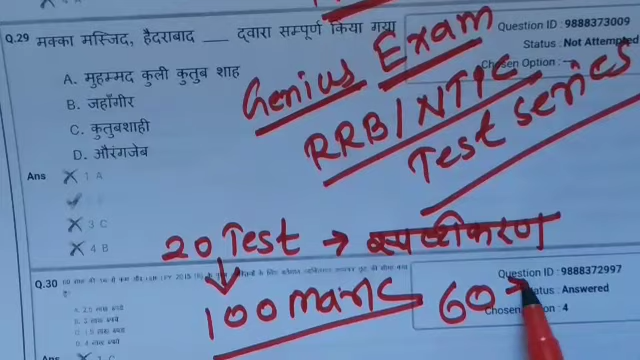 Q.29 मक्का मस्जिद, हैदराबाद ___ द्वारा सम्पूर्ण किया गया
Question ID : 9888373009
Status : Not Attempted
Chosen Option : --
A. मुहम्मद कुली कुतुब शाह
B. जहाँगीर
C. कुतुबशाही
D. औरंगजेब
Genius Exam
RRB/NTPC
Test series
Ans 1 A
3 C
4 B
20 Test → स्पष्टीकरण
Q.30
Question ID : 9888372997
Status : Answered
Chosen Option : 4
100 marks 60